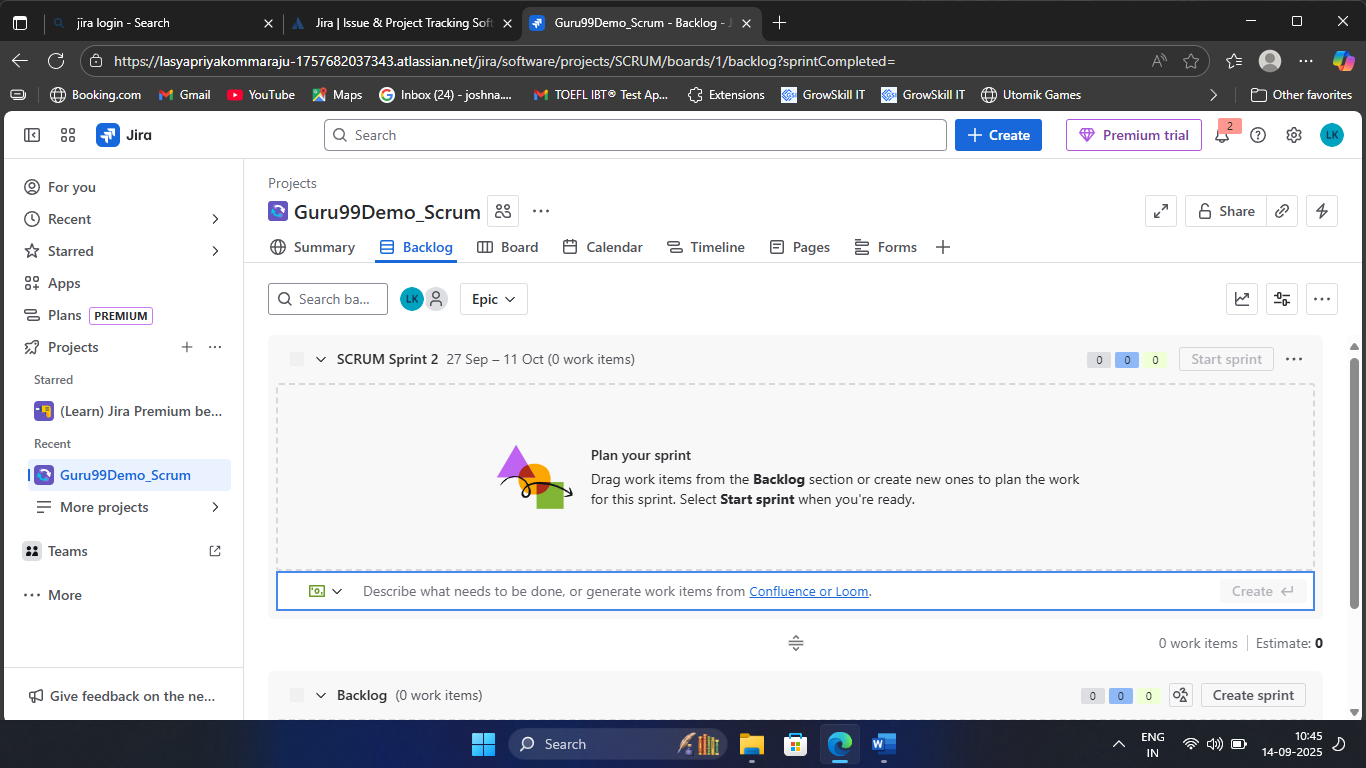 jira login - Search
Jira | Issue & Project Tracking Soft
Guru99Demo_Scrum - Backlog - J
https://lasyapriyakommaraju-1757682037343.atlassian.net/jira/software/projects/SCRUM/boards/1/backlog?sprintCompleted=
Booking.com
Gmail
YouTube
Maps
Inbox (24) - joshna....
TOEFL IBT® Test Ap...
Extensions
GrowSkill IT
GrowSkill IT
Utomik Games
Other favorites
Jira
Search
Create
Premium trial
2
LK
For you
Recent
Starred
Apps
Plans PREMIUM
Projects
Starred
(Learn) Jira Premium be...
Recent
Guru99Demo_Scrum
More projects
Teams
More
Give feedback on the ne...
Projects
Guru99Demo_Scrum
Share
Summary
Backlog
Board
Calendar
Timeline
Pages
Forms
Search ba...
LK
Epic
SCRUM Sprint 2 27 Sep – 11 Oct (0 work items)
0 0 0
Start sprint
Plan your sprint
Drag work items from the Backlog section or create new ones to plan the work
for this sprint. Select Start sprint when you're ready.
Describe what needs to be done, or generate work items from Confluence or Loom.
Create
0 work items
Estimate: 0
Backlog (0 work items)
0 0 0
Create sprint
Search
ENG
IN
10:45
14-09-2025